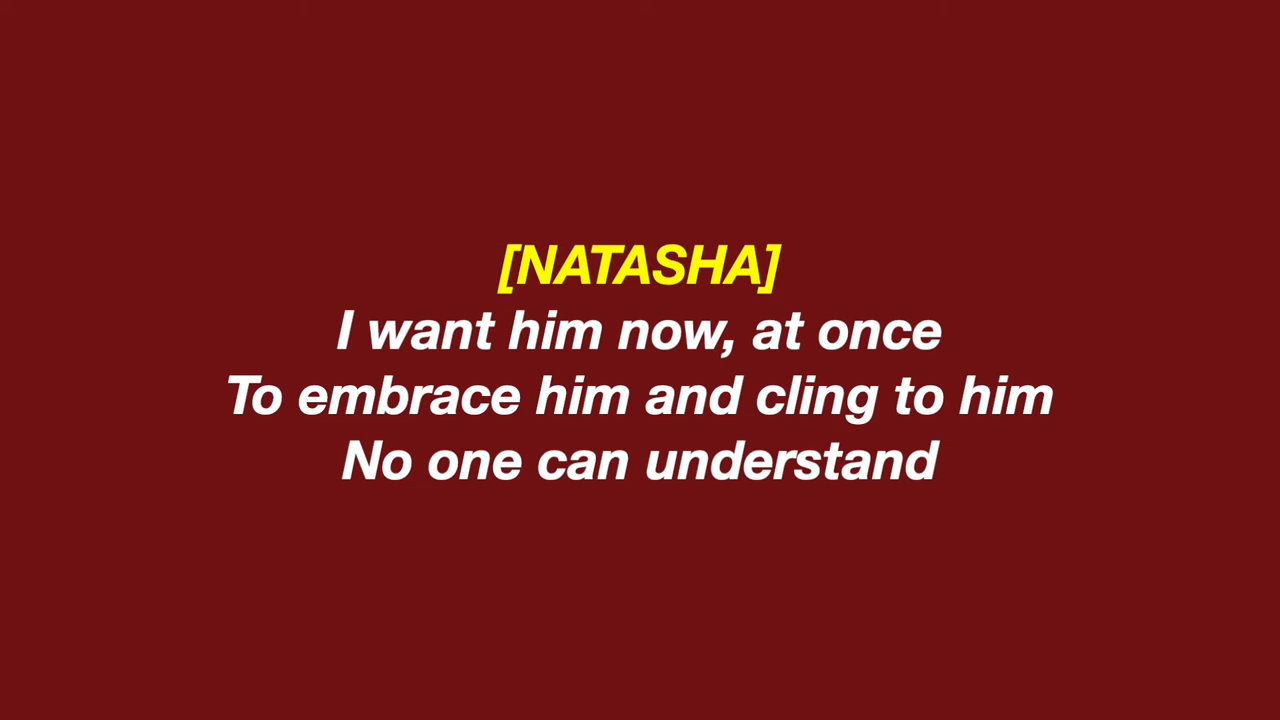 [NATASHA]
I want him now, at once
To embrace him and cling to him
No one can understand